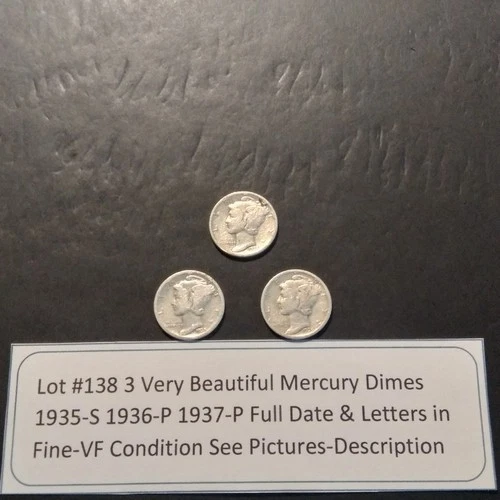 Lot #138 3 Very Beautiful Mercury Dimes
1935-S 1936-P 1937-P Full Date & Letters in
Fine-VF Condition See Pictures-Description